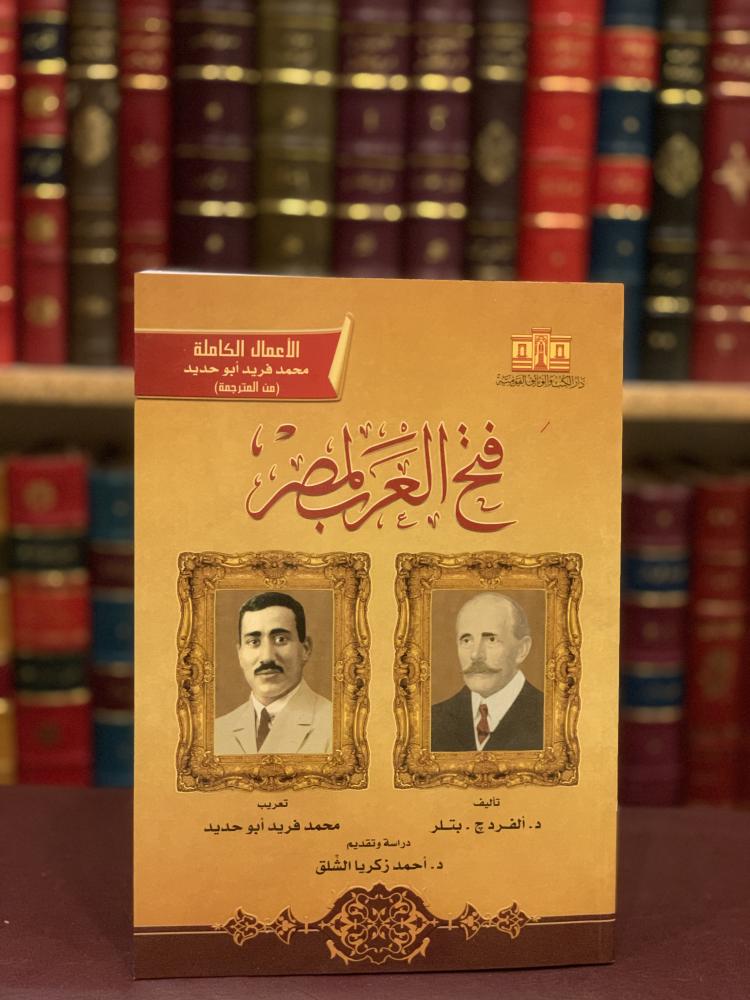 الأعمال الكاملة
محمد فريد أبو حديد
(من المترجمة)
دار الكتب والوثائق القومية
فتح العرب لمصر
تأليف
د. ألفرد ج. بتلر
تعريب
محمد فريد أبو حديد
دراسة وتقديم
د. أحمد زكريا الشلق